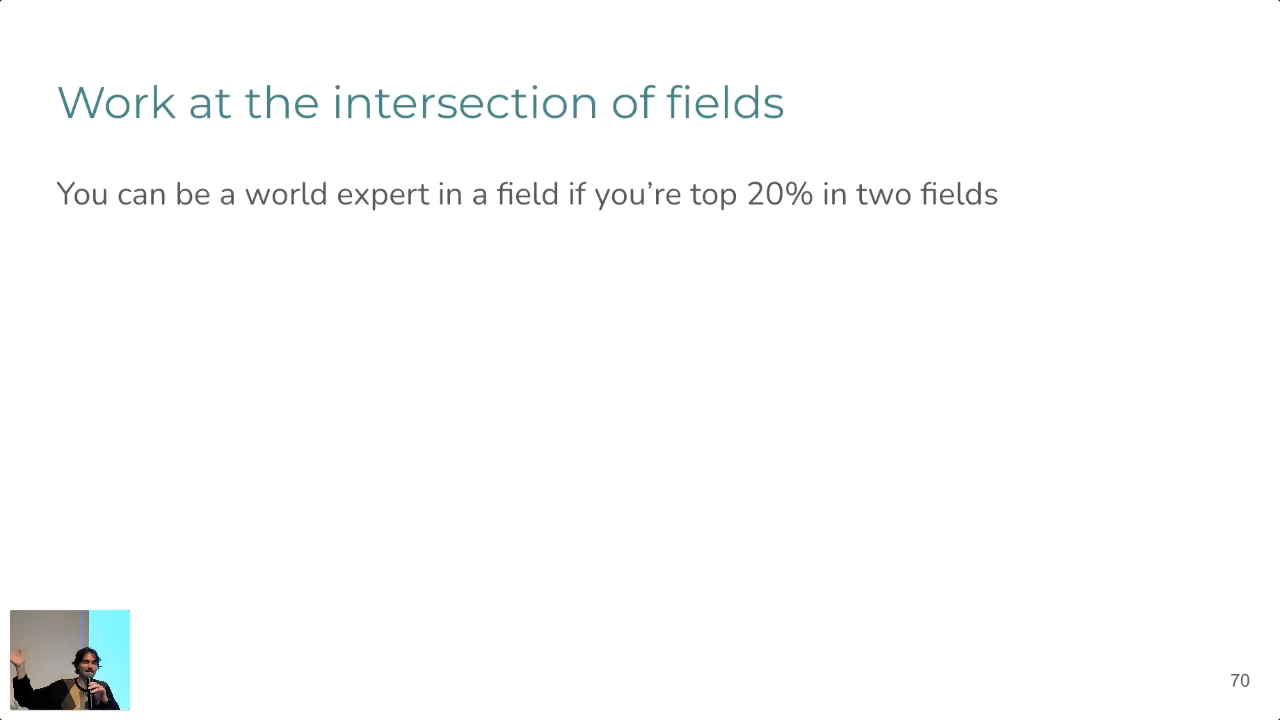 Work at the intersection of fields
You can be a world expert in a field if you’re top 20% in two fields
70